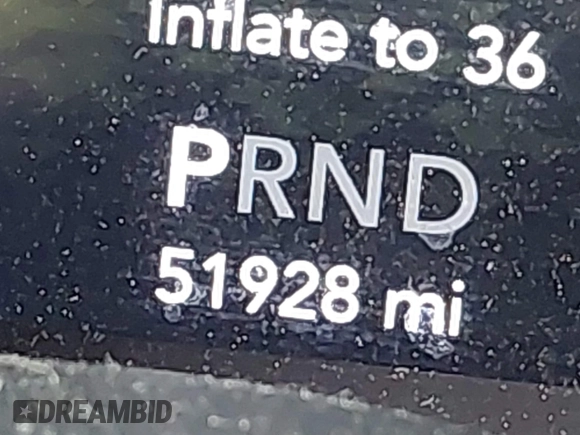 Inflate to 36
PRND
51928 mi
DREAMBID